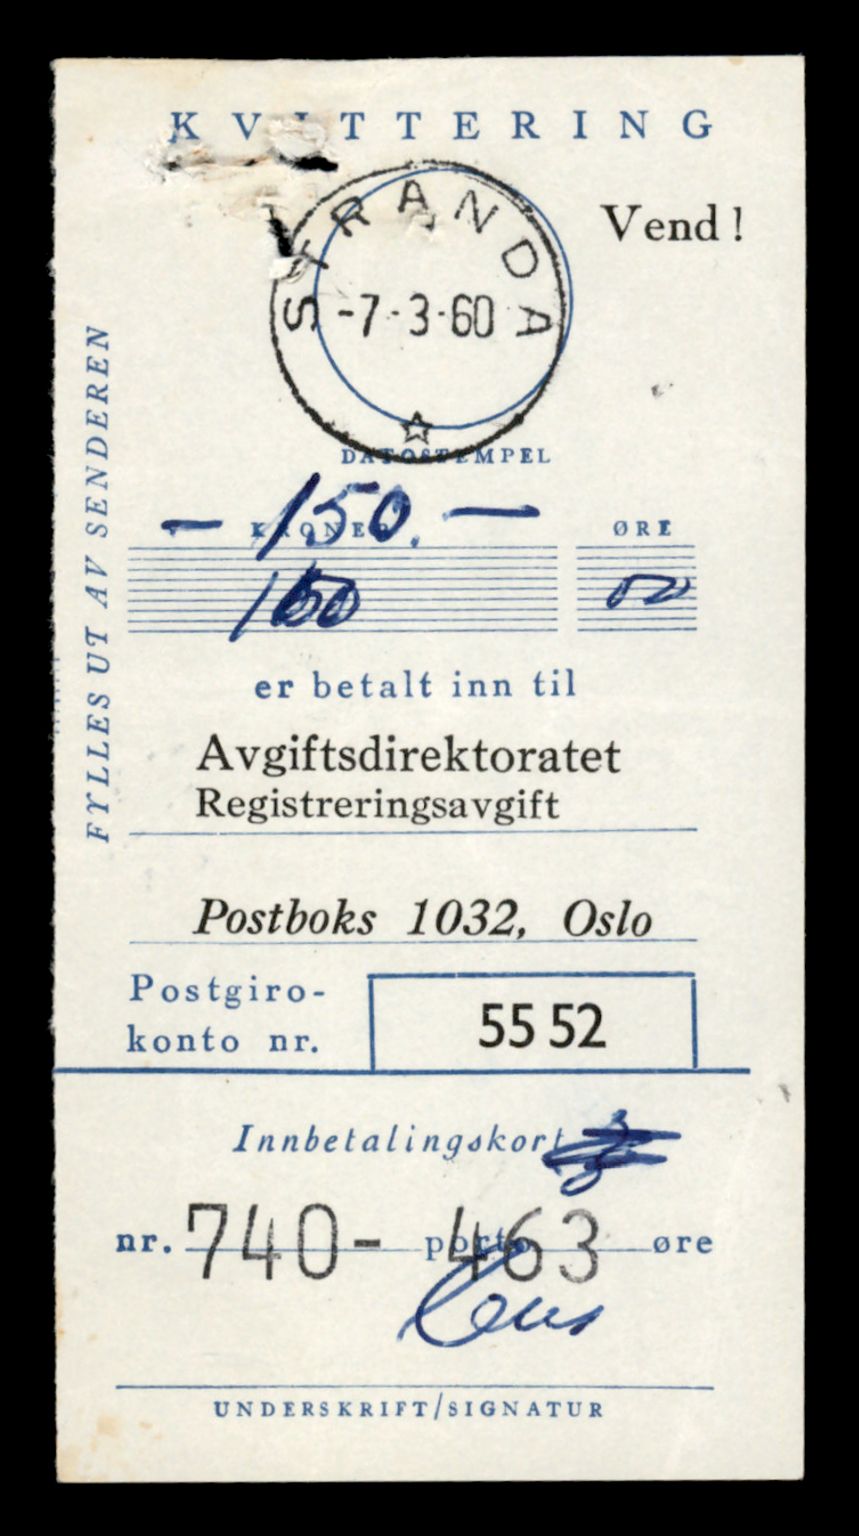 KVITTERING
Vend!
STRANDA
-7-3-60
DATOSTEMPEL
FYLLES UT AV SENDEREN
— 150. —
KRONER ØRE
150 00
er betalt inn til
Avgiftsdirektoratet
Registreringsavgift
Postboks 1032, Oslo
Postgiro-
konto nr. 55 52
Innbetalingskort
nr. 740- 463 porto øre
UNDERSKRIFT/SIGNATUR